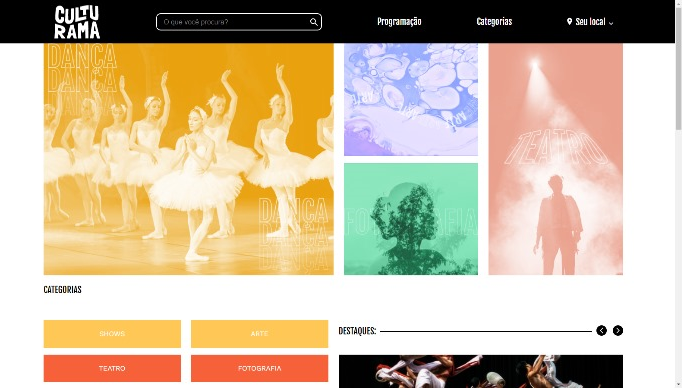 CULTU
RAMA
O que você procura?
Programação
Categorias
Seu local
DANÇA
DANÇA
DANÇA
DANÇA
DANÇA
DANÇA
TEATRO
FOTOGRAFIA
CATEGORIAS
SHOWS
ARTE
TEATRO
FOTOGRAFIA
DESTAQUES: